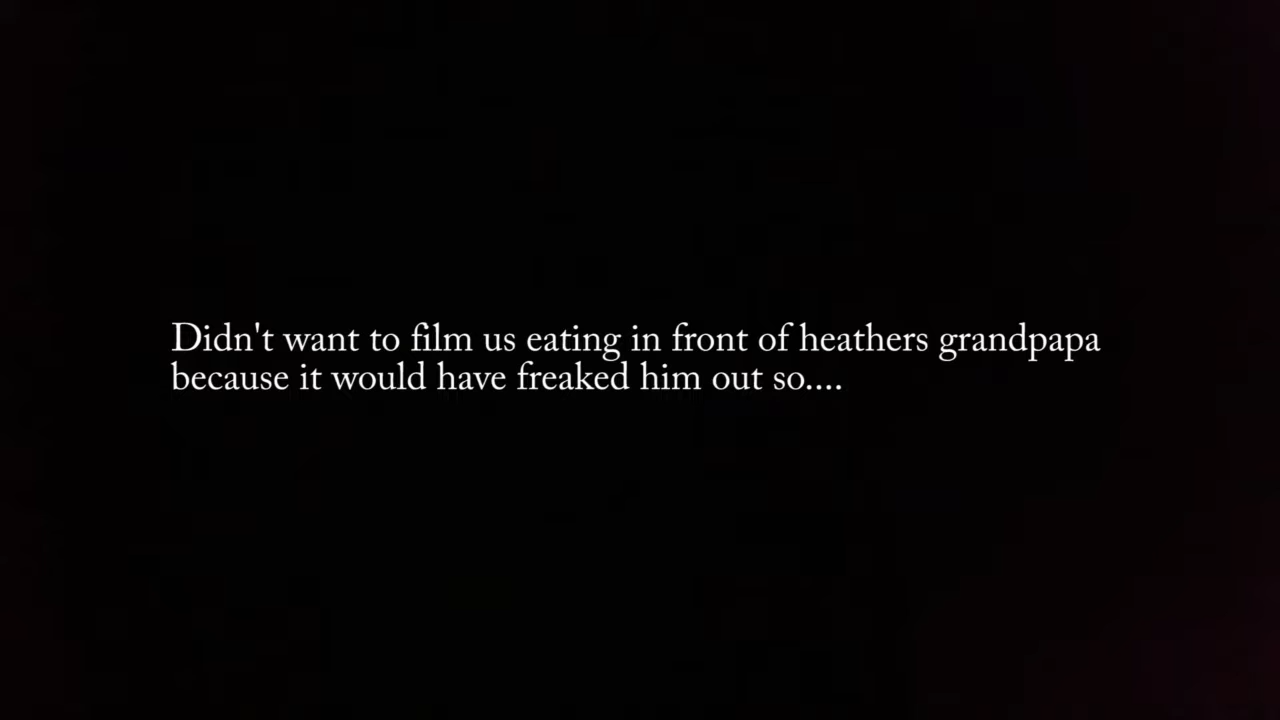 Didn't want to film us eating in front of heathers grandpapa
because it would have freaked him out so....